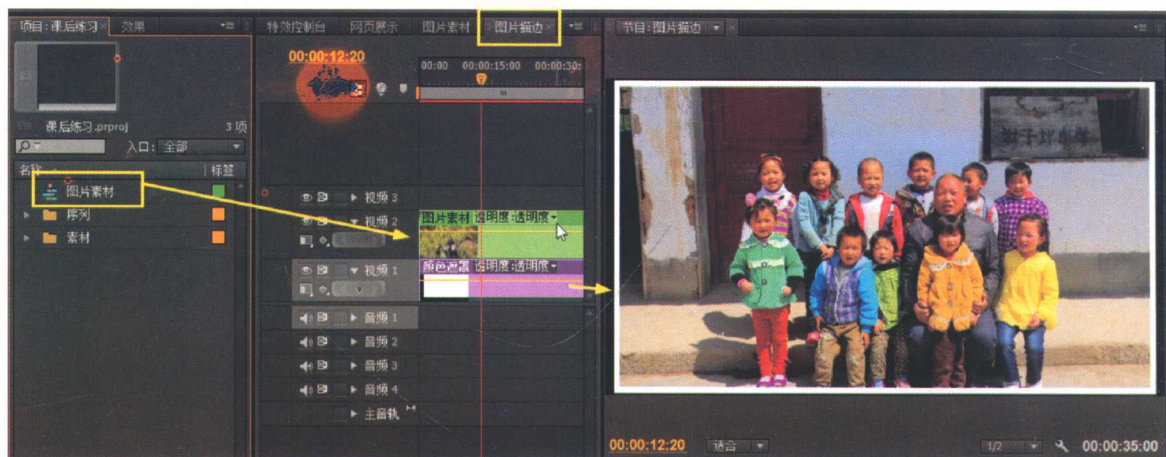 项目:课后练习
效果
课后练习.prproj
3 项
入口: 全部
名称
标签
图片素材
序列
素材
特效控制台
网页展示
图片素材
图片描边
00:00:12:20
00:00
00:00:15:00
00:00:30:
视频 3
视频 2
图片素材 透明度:透明度
视频 1
颜色遮罩 透明度:透明度
音频 1
音频 2
音频 3
音频 4
主音轨
节目:图片描边
00:00:12:20
适合
1/2
00:00:35:00